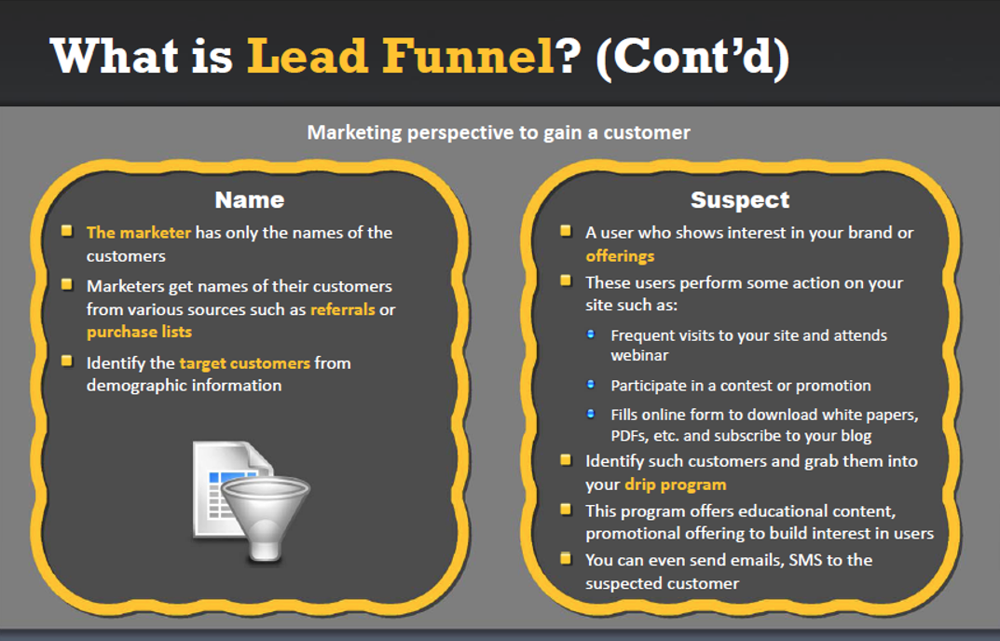 What is Lead Funnel? (Cont'd)
Marketing perspective to gain a customer
Name
The marketer has only the names of the
customers
Marketers get names of their customers
from various sources such as referrals or
purchase lists
Identify the target customers from
demographic information
Suspect
A user who shows interest in your brand or
offerings
These users perform some action on your
site such as:
Frequent visits to your site and attends
webinar
Participate in a contest or promotion
Fills online form to download white papers,
PDFs, etc. and subscribe to your blog
Identify such customers and grab them into
your drip program
This program offers educational content,
promotional offering to build interest in users
You can even send emails, SMS to the
suspected customer